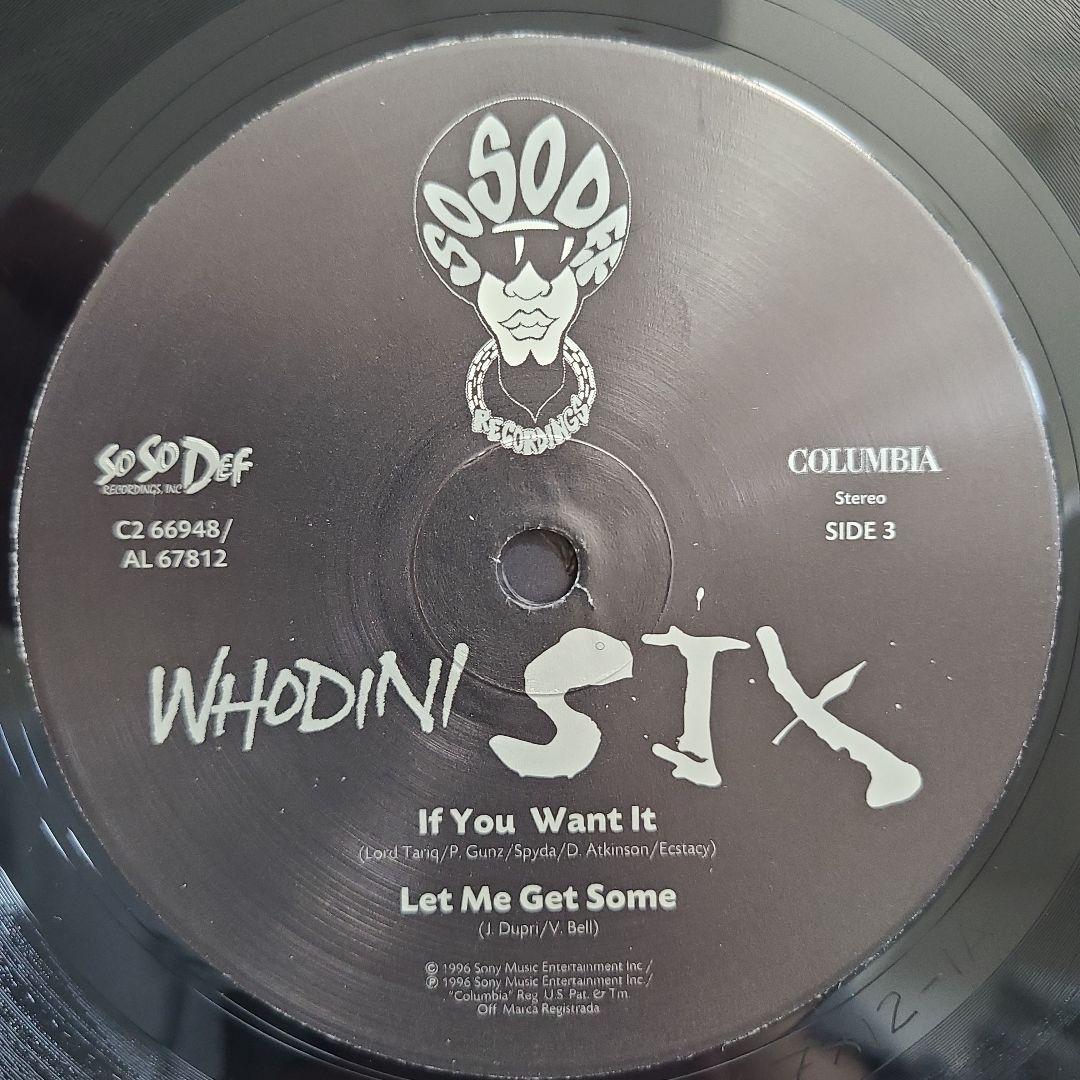 SO SO DEF
RECORDINGS
SO SO DEF
RECORDINGS, INC
C2 66948/
AL 67812
COLUMBIA
Stereo
SIDE 3
WHODINI SIX
If You Want It
(Lord Tariq/P. Gunz/Spyda/D. Atkinson/Ecstacy)
Let Me Get Some
(J. Dupri/V. Bell)
© 1996 Sony Music Entertainment Inc./
℗ 1996 Sony Music Entertainment Inc./
"Columbia" Reg. U.S. Pat. & Tm.
Off. Marca Registrada